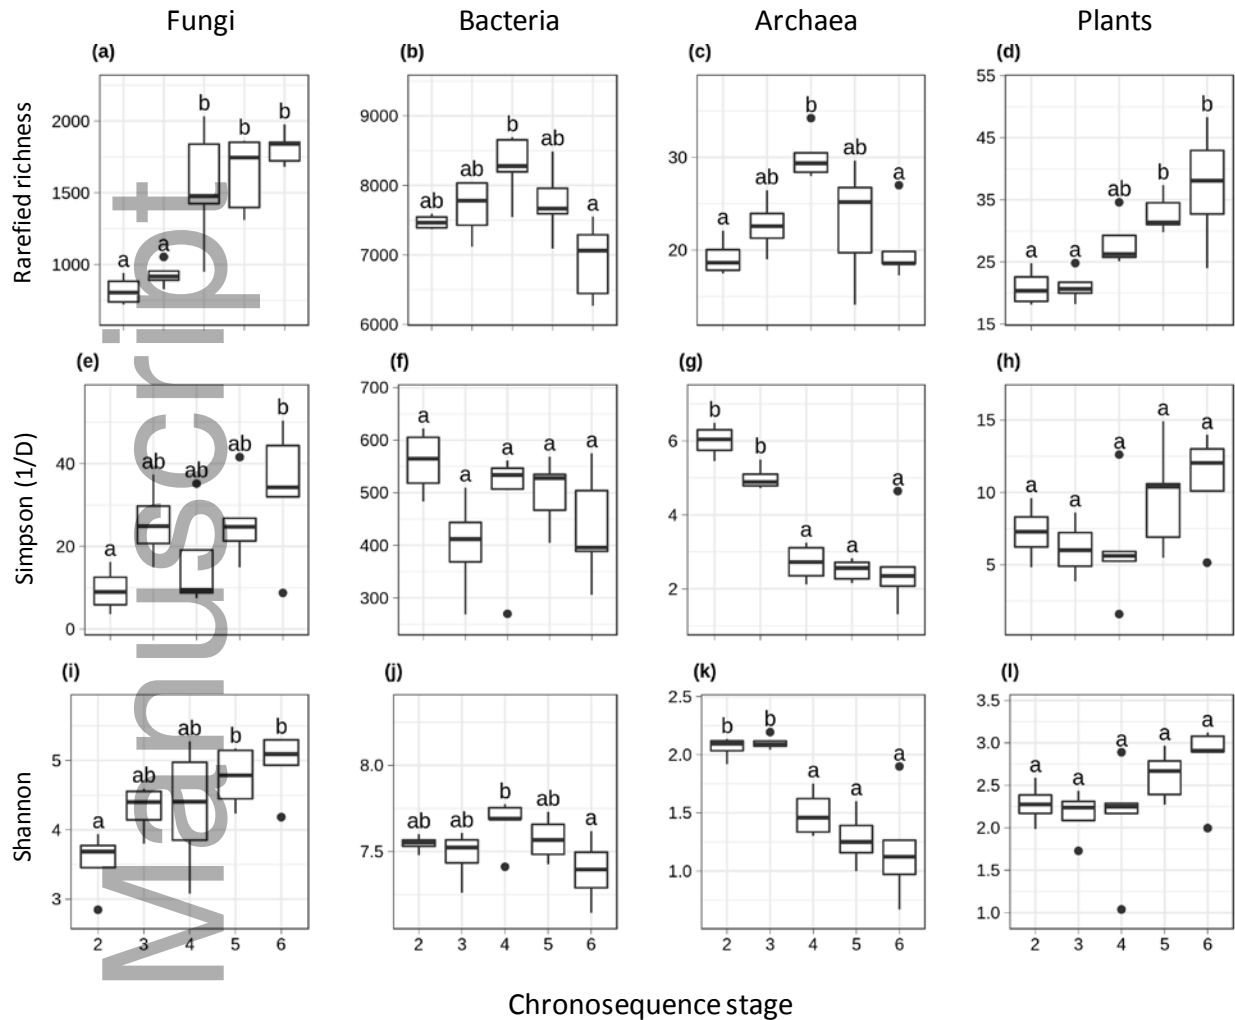 Fungi Bacteria Archaea Plants
(a) (b) (c) (d)
Rarefied richness
2000 1500 1000
a a b b b
9000 8000 7000 6000
ab ab b ab a
30 20
a ab b ab a
55 45 35 25 15
a a ab b b
(e) (f) (g) (h)
Simpson (1/D)
40 20 0
a ab ab ab b
700 600 500 400 300
a a a a a
6 4 2
b b a a a
15 10 5
a a a a a
(i) (j) (k) (l)
Shannon
5 4 3
a ab ab b b
8.0 7.5
ab ab b ab a
2.5 2.0 1.5 1.0
b b a a a
3.5 3.0 2.5 2.0 1.5 1.0
a a a a a
2 3 4 5 6 2 3 4 5 6 2 3 4 5 6 2 3 4 5 6
Chronosequence stage
Manuscript